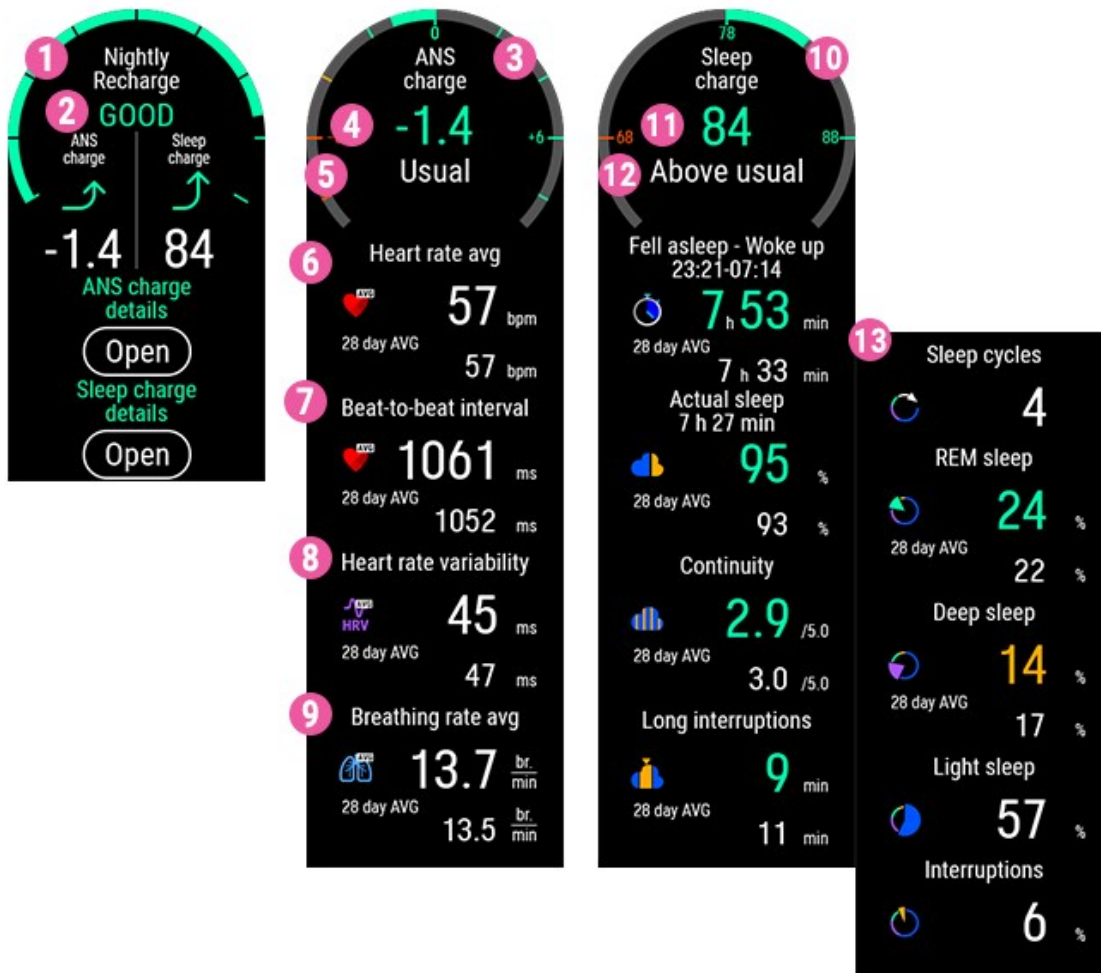 1
Nightly
Recharge
2
GOOD
ANS
charge
Sleep
charge
-1.4
84
ANS charge
details
Open
Sleep charge
details
Open
0
3
ANS
charge
4
-1.4
+6
5
Usual
6
Heart rate avg
AVG
57 bpm
28 day AVG
57 bpm
7
Beat-to-beat interval
AVG
1061 ms
28 day AVG
1052 ms
8
Heart rate variability
AVG
HRV
45 ms
28 day AVG
47 ms
9
Breathing rate avg
AVG
13.7 br.
min
28 day AVG
13.5 br.
min
78
10
Sleep
charge
68
11
84
88
12
Above usual
Fell asleep - Woke up
23:21-07:14
7 h 53 min
28 day AVG
7 h 33 min
Actual sleep
7 h 27 min
95 %
28 day AVG
93 %
Continuity
2.9 /5.0
28 day AVG
3.0 /5.0
Long interruptions
9 min
28 day AVG
11 min
13
Sleep cycles
4
REM sleep
24 %
28 day AVG
22 %
Deep sleep
14 %
28 day AVG
17 %
Light sleep
57 %
Interruptions
6 %